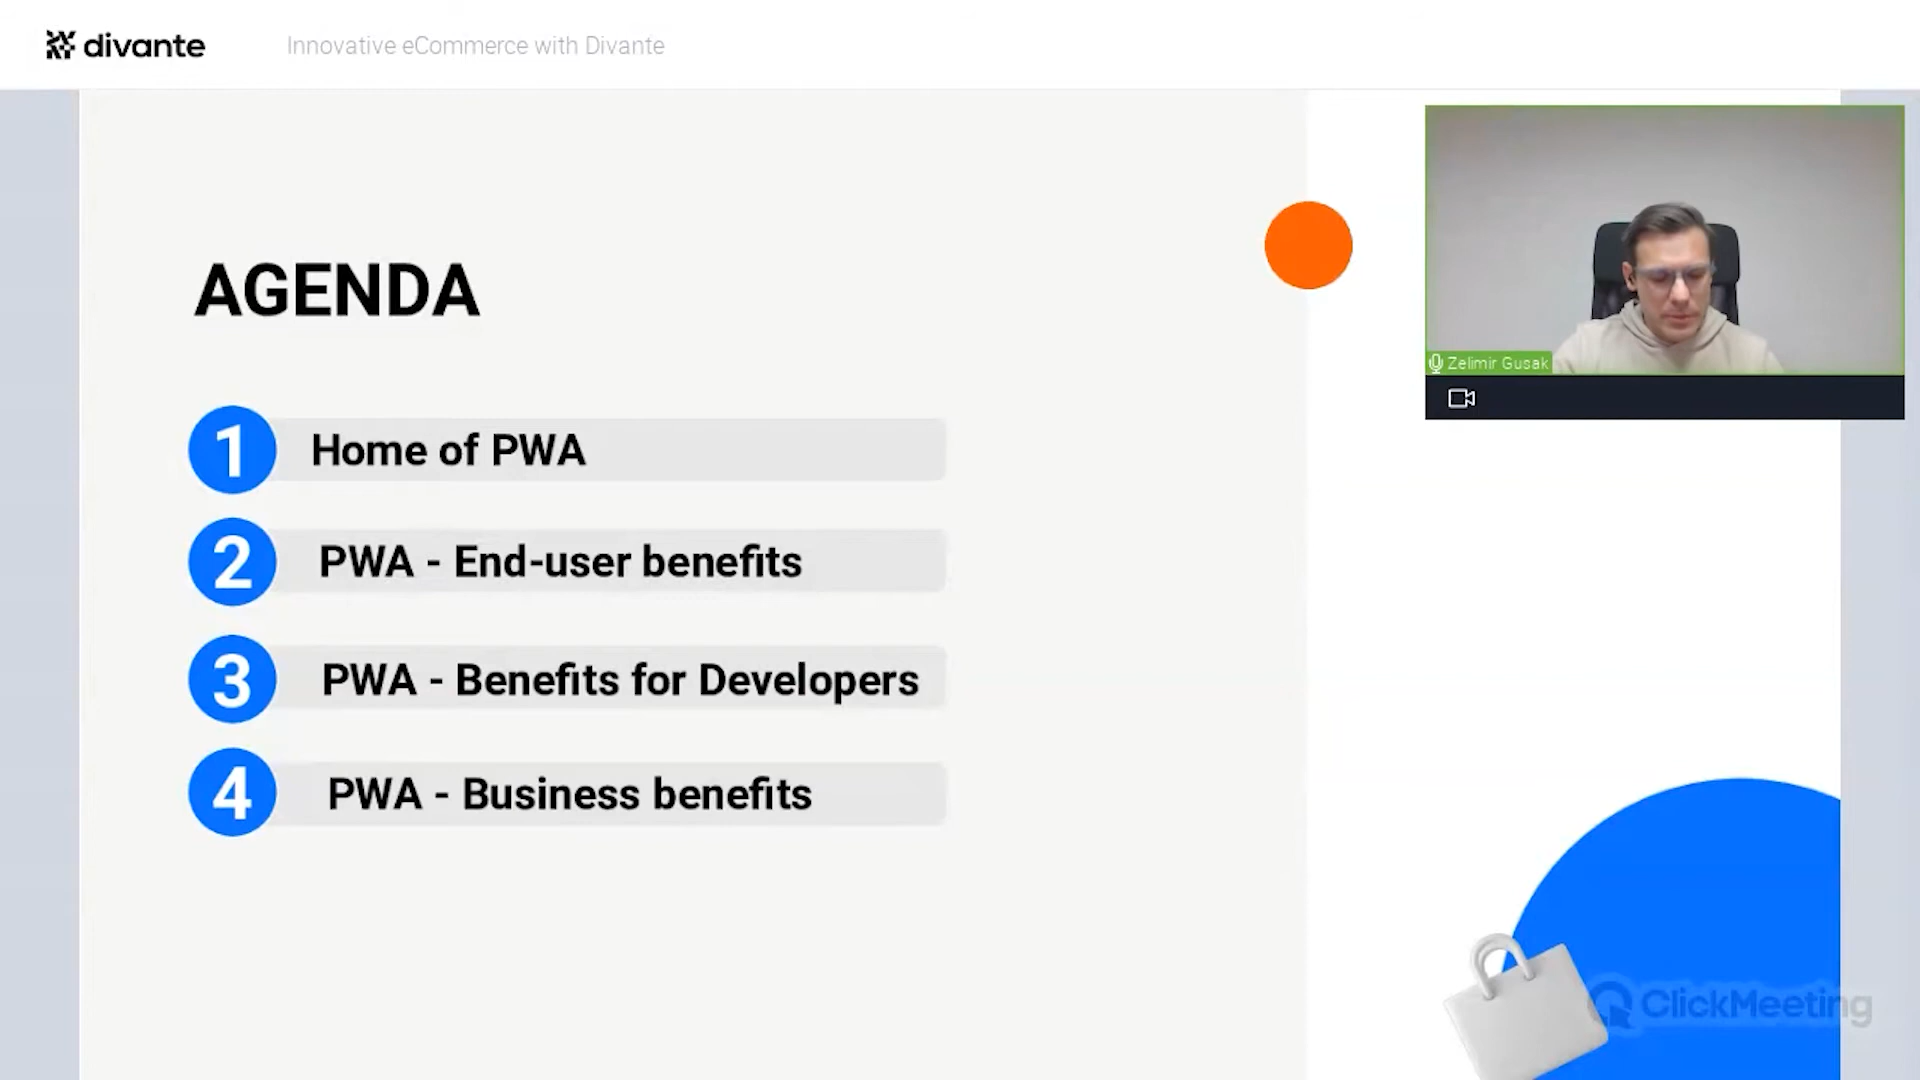 divante
Innovative eCommerce with Divante
AGENDA
1 Home of PWA
2 PWA - End-user benefits
3 PWA - Benefits for Developers
4 PWA - Business benefits
Zelimir Gusak
ClickMeeting